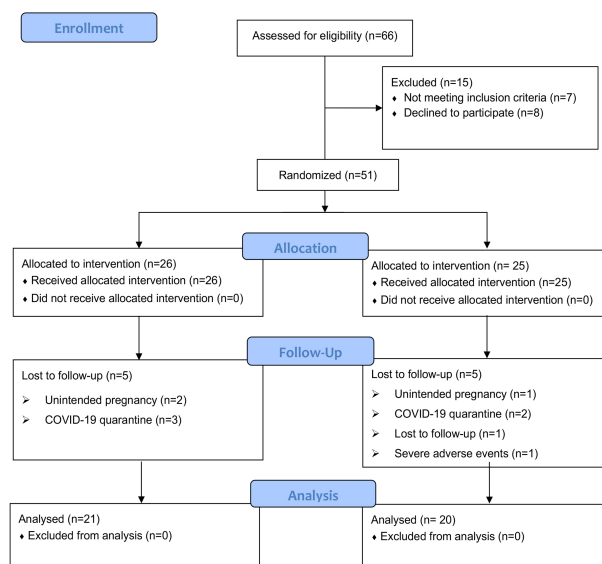 Enrollment
Assessed for eligibility (n=66)
Excluded (n=15)
♦ Not meeting inclusion criteria (n=7)
♦ Declined to participate (n=8)
Randomized (n=51)
Allocation
Allocated to intervention (n=26)
♦ Received allocated intervention (n=26)
♦ Did not receive allocated intervention (n=0)
Allocated to intervention (n= 25)
♦ Received allocated intervention (n=25)
♦ Did not receive allocated intervention (n=0)
Follow-Up
Lost to follow-up (n=5)
➢ Unintended pregnancy (n=2)
➢ COVID-19 quarantine (n=3)
Lost to follow-up (n=5)
➢ Unintended pregnancy (n=1)
➢ COVID-19 quarantine (n=2)
➢ Lost to follow-up (n=1)
➢ Severe adverse events (n=1)
Analysis
Analysed (n=21)
♦ Excluded from analysis (n=0)
Analysed (n= 20)
♦ Excluded from analysis (n=0)